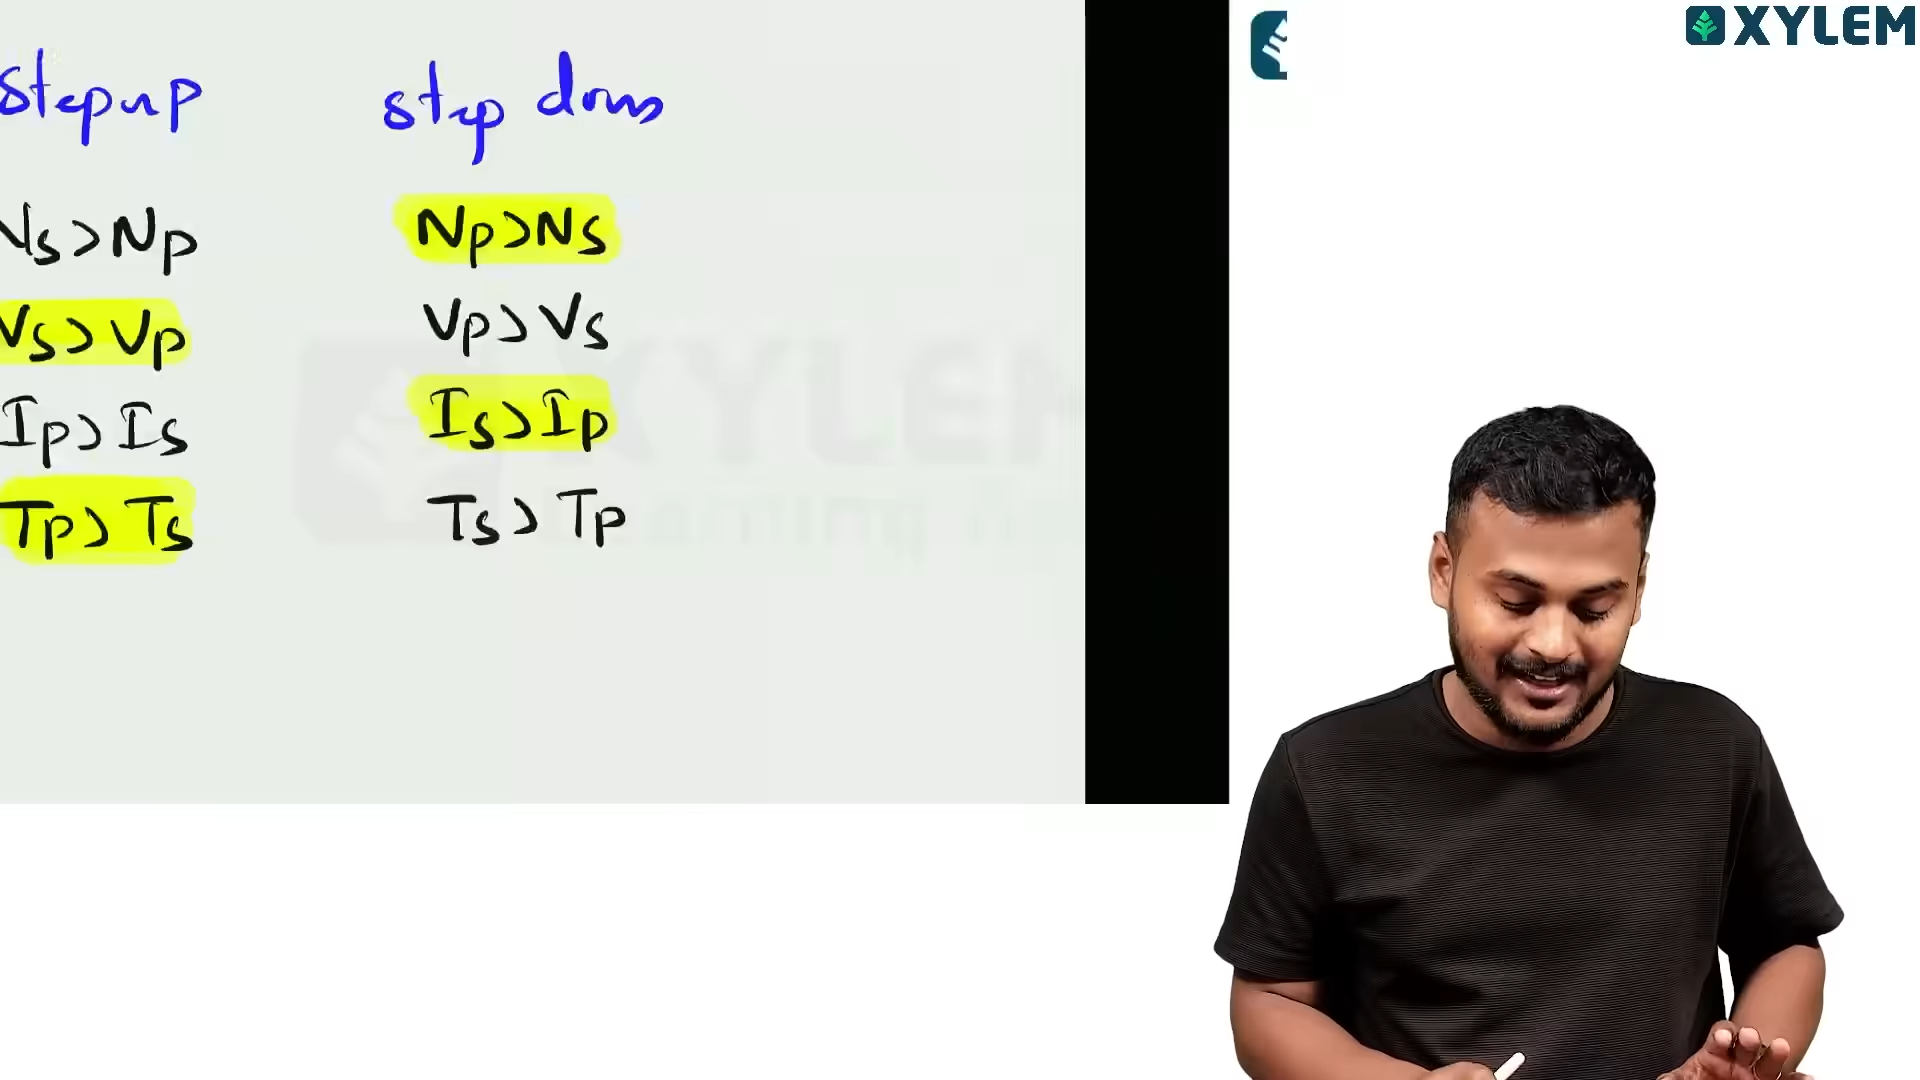 XYLEM
Stepup
step down
Ns>Np
Np>Ns
Vs>Vp
Vp>Vs
Ip>Is
Is>Ip
Tp>Ts
Ts>Tp
XYLEM